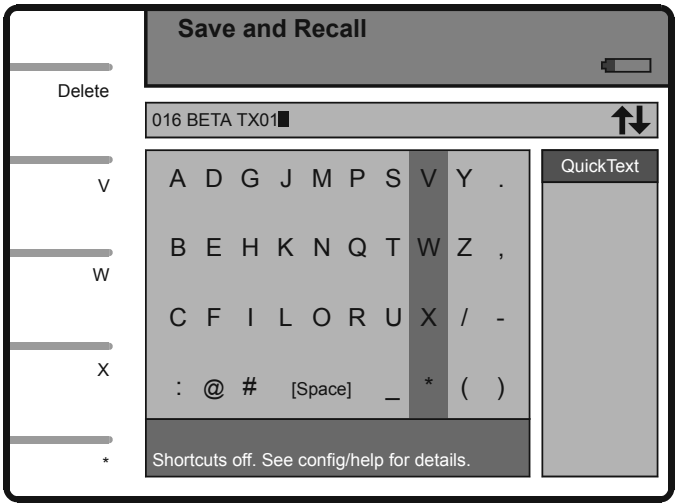 Save and Recall
Delete
016 BETA TX01
V
A D G J M P S V Y .
QuickText
W
B E H K N Q T W Z ,
X
C F I L O R U X / -
*
: @ # [Space] _ * ( )
Shortcuts off. See config/help for details.